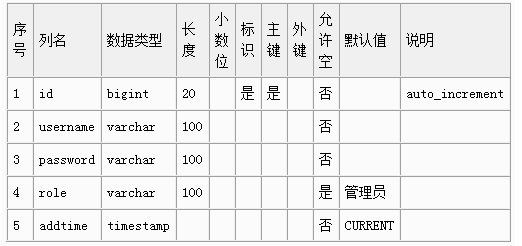 序号 列名 数据类型 长度 小数位 标识 主键 外键 允许空 默认值 说明
1 id bigint 20 是 是 否 auto_increment
2 username varchar 100 否
3 password varchar 100 否
4 role varchar 100 是 管理员
5 addtime timestamp 否 CURRENT